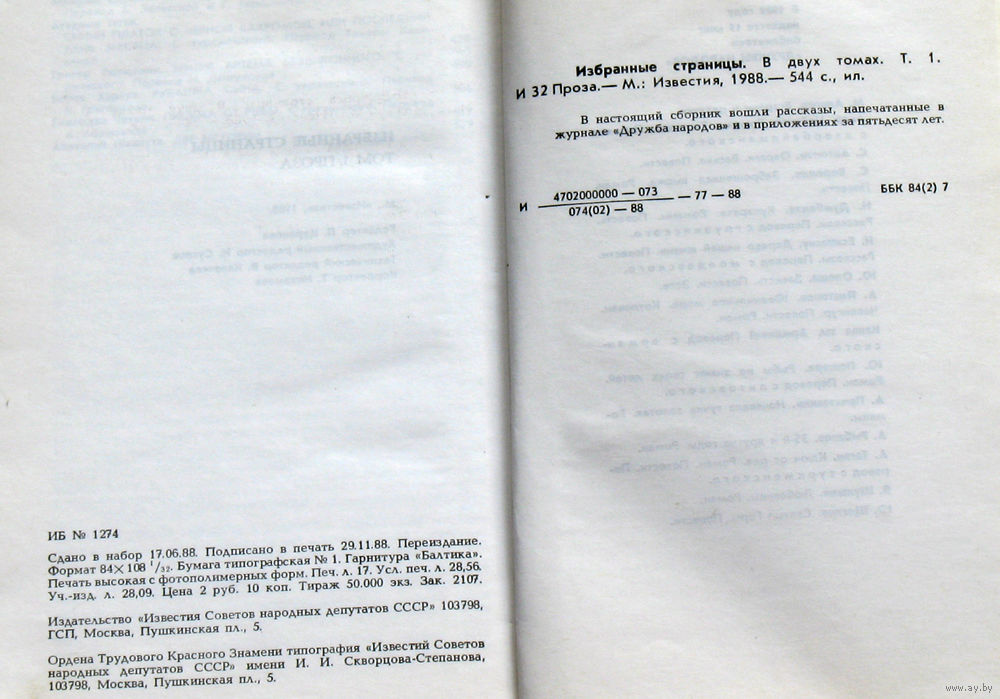 ИБ № 1274
Сдано в набор 17.06.88. Подписано в печать 29.11.88. Переиздание.
Формат 84×108 1/32. Бумага типографская № 1. Гарнитура «Балтика».
Печать высокая с фотополимерных форм. Печ. л. 17. Усл. печ. л. 28,56.
Уч.-изд. л. 28,09. Цена 2 руб. 10 коп. Тираж 50.000 экз. Зак. 2107.
Издательство «Известия Советов народных депутатов СССР» 103798,
ГСП, Москва, Пушкинская пл., 5.
Ордена Трудового Красного Знамени типография «Известий Советов
народных депутатов СССР» имени И. И. Скворцова-Степанова,
103798, Москва, Пушкинская пл., 5.
Избранные страницы. В двух томах. Т. 1.
И 32 Проза.— М.: Известия, 1988.— 544 с., ил.
В настоящий сборник вошли рассказы, напечатанные в
журнале «Дружба народов» и в приложениях за пятьдесят лет.
4702000000 — 073
И — 77 — 88 ББК 84(2) 7
074(02) — 88
www.ay.by